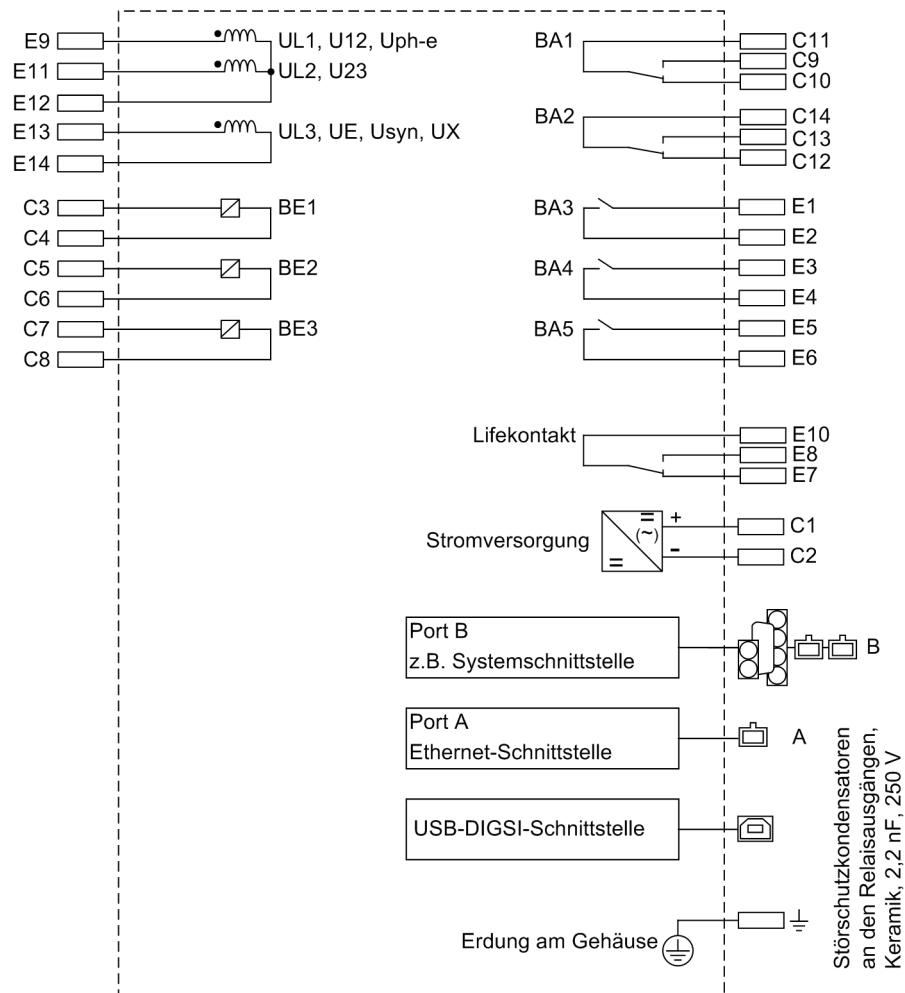 E9
UL1, U12, Uph-e
E11
UL2, U23
E12
E13
UL3, UE, Usyn, UX
E14
C3
BE1
C4
C5
BE2
C6
C7
BE3
C8
BA1
C11
C9
C10
BA2
C14
C13
C12
BA3
E1
E2
BA4
E3
E4
BA5
E5
E6
Lifekontakt
E10
E8
E7
Stromversorgung
=
(~)
=
+
-
C1
C2
Port B
z.B. Systemschnittstelle
B
Port A
Ethernet-Schnittstelle
A
USB-DIGSI-Schnittstelle
Erdung am Gehäuse
Störschutzkondensatoren
an den Relaisausgängen,
Keramik, 2,2 nF, 250 V